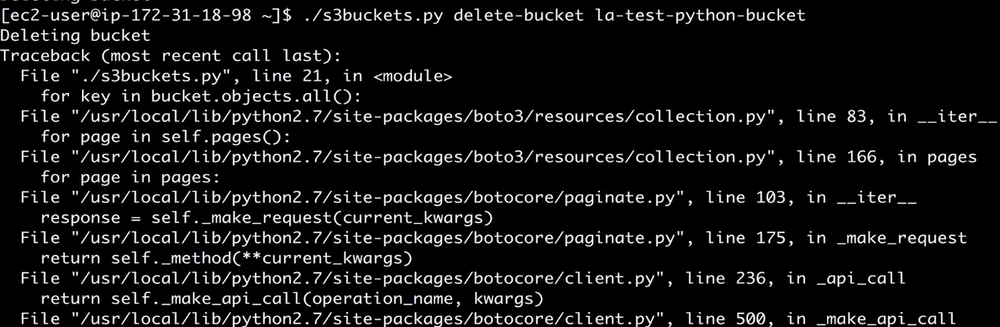 Deleting bucket
[ec2-user@ip-172-31-18-98 ~]$ ./s3buckets.py delete-bucket la-test-python-bucket
Deleting bucket
Traceback (most recent call last):
  File "./s3buckets.py", line 21, in <module>
    for key in bucket.objects.all():
  File "/usr/local/lib/python2.7/site-packages/boto3/resources/collection.py", line 83, in __iter__
    for page in self.pages():
  File "/usr/local/lib/python2.7/site-packages/boto3/resources/collection.py", line 166, in pages
    for page in pages:
  File "/usr/local/lib/python2.7/site-packages/botocore/paginate.py", line 103, in __iter__
    response = self._make_request(current_kwargs)
  File "/usr/local/lib/python2.7/site-packages/botocore/paginate.py", line 175, in _make_request
    return self._method(**current_kwargs)
  File "/usr/local/lib/python2.7/site-packages/botocore/client.py", line 236, in _api_call
    return self._make_api_call(operation_name, kwargs)
  File "/usr/local/lib/python2.7/site-packages/botocore/client.py", line 500, in _make_api_call